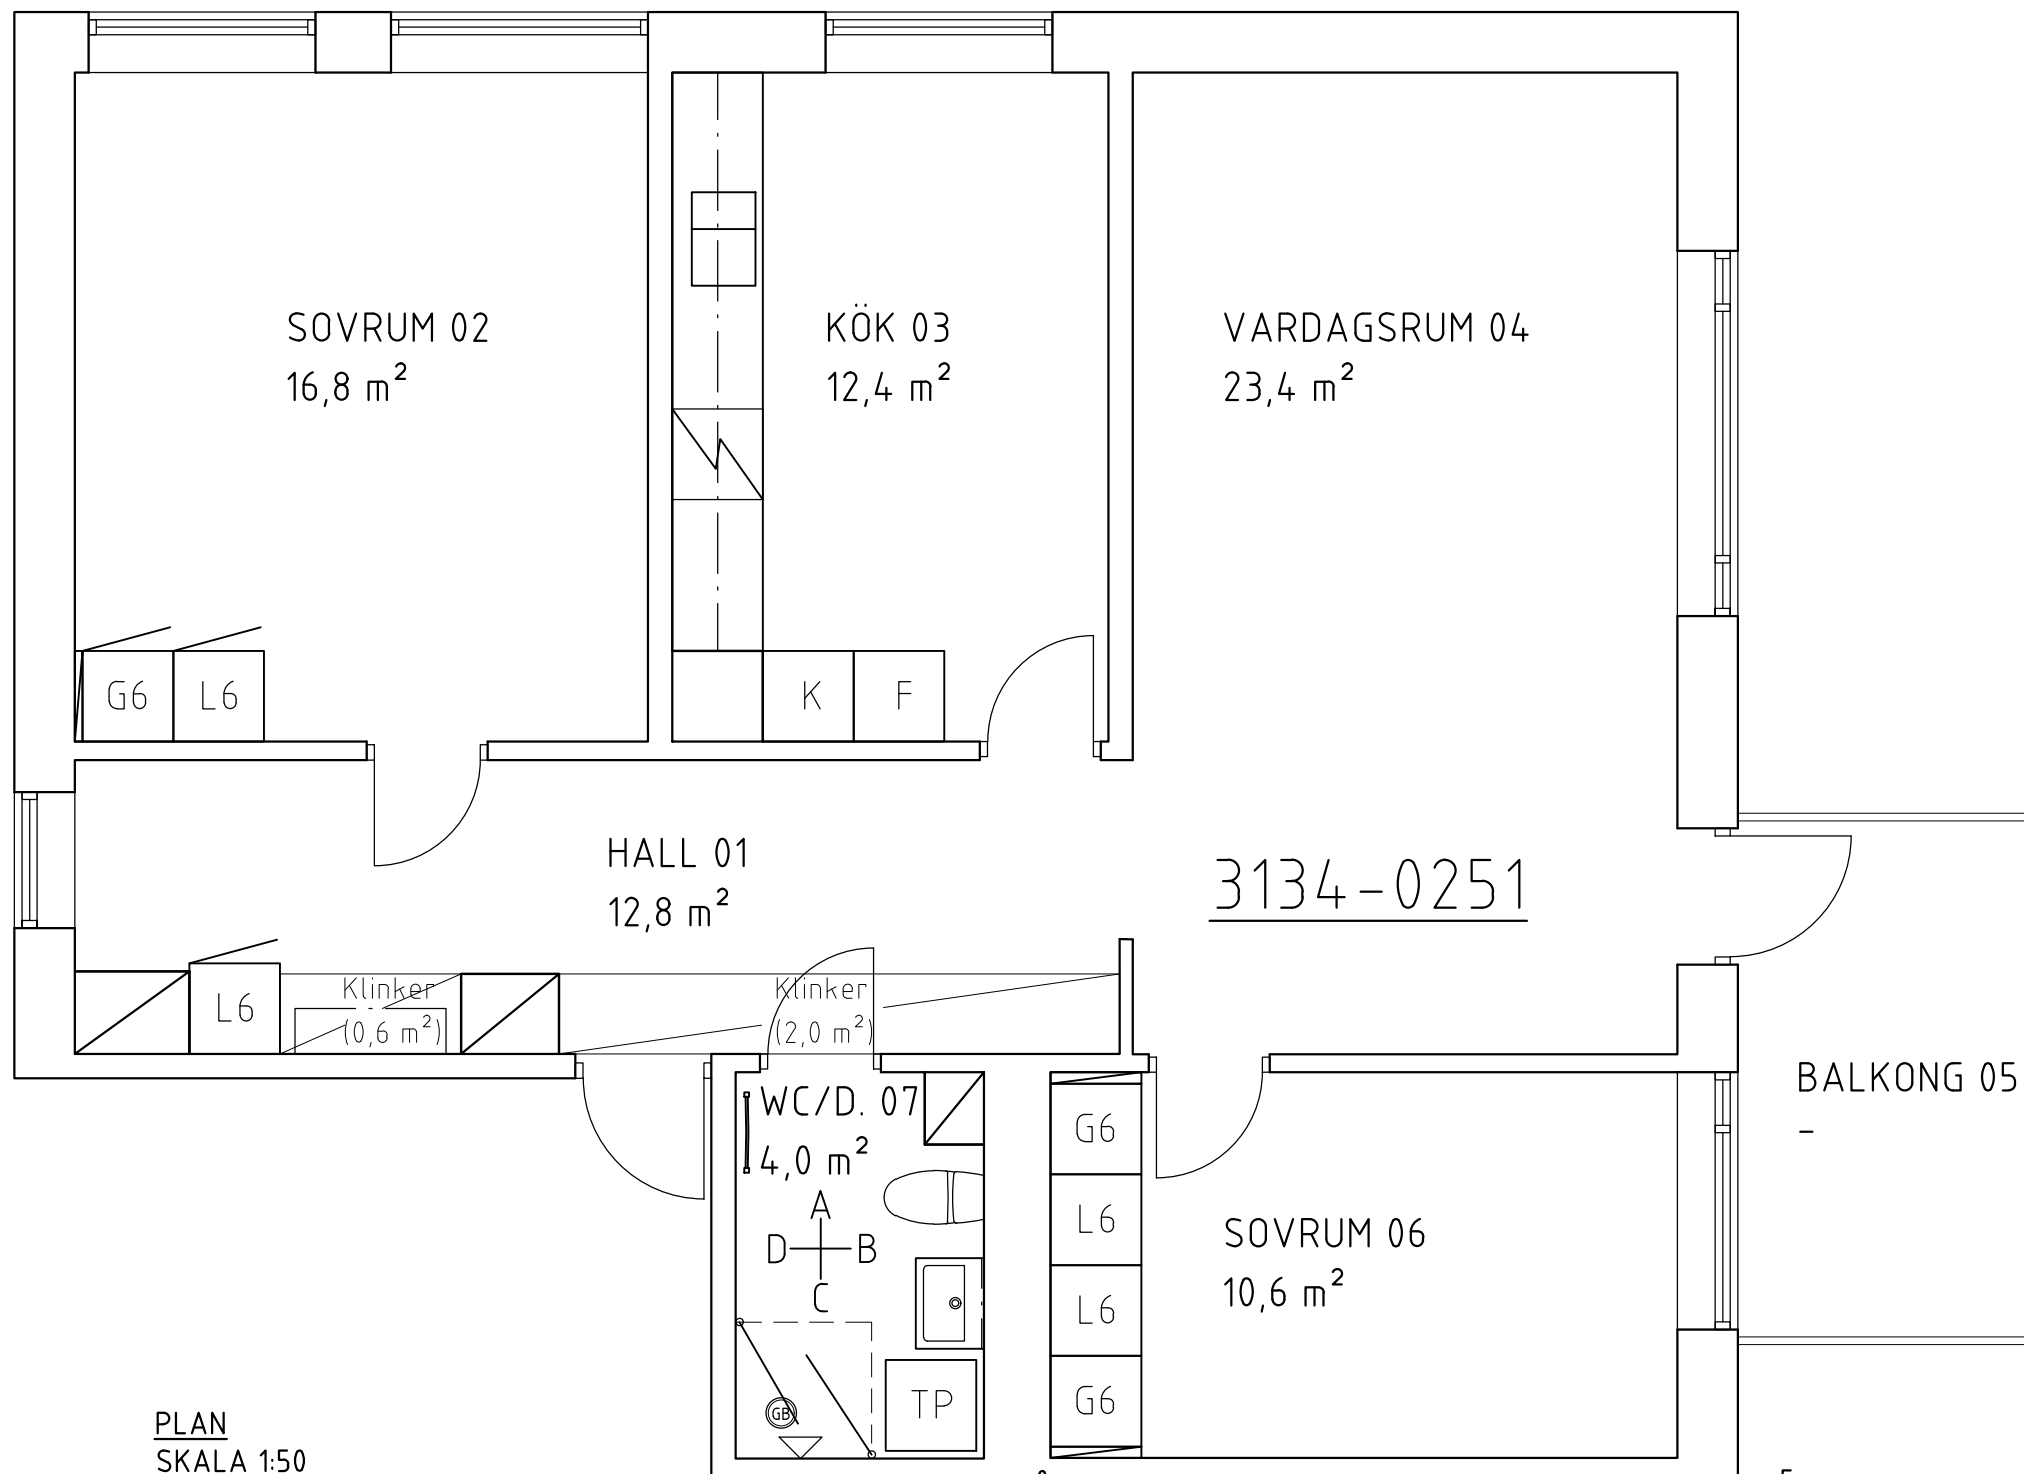 SOVRUM 02
16,8 m²
KÖK 03
12,4 m²
VARDAGSRUM 04
23,4 m²
G6
L6
K
F
HALL 01
12,8 m²
3134-0251
L6
Klinker
(0,6 m²)
Klinker
(2,0 m²)
WC/D. 07
4,0 m²
A
D
B
C
GB
TP
G6
L6
L6
G6
SOVRUM 06
10,6 m²
BALKONG 05
-
PLAN
SKALA 1:50